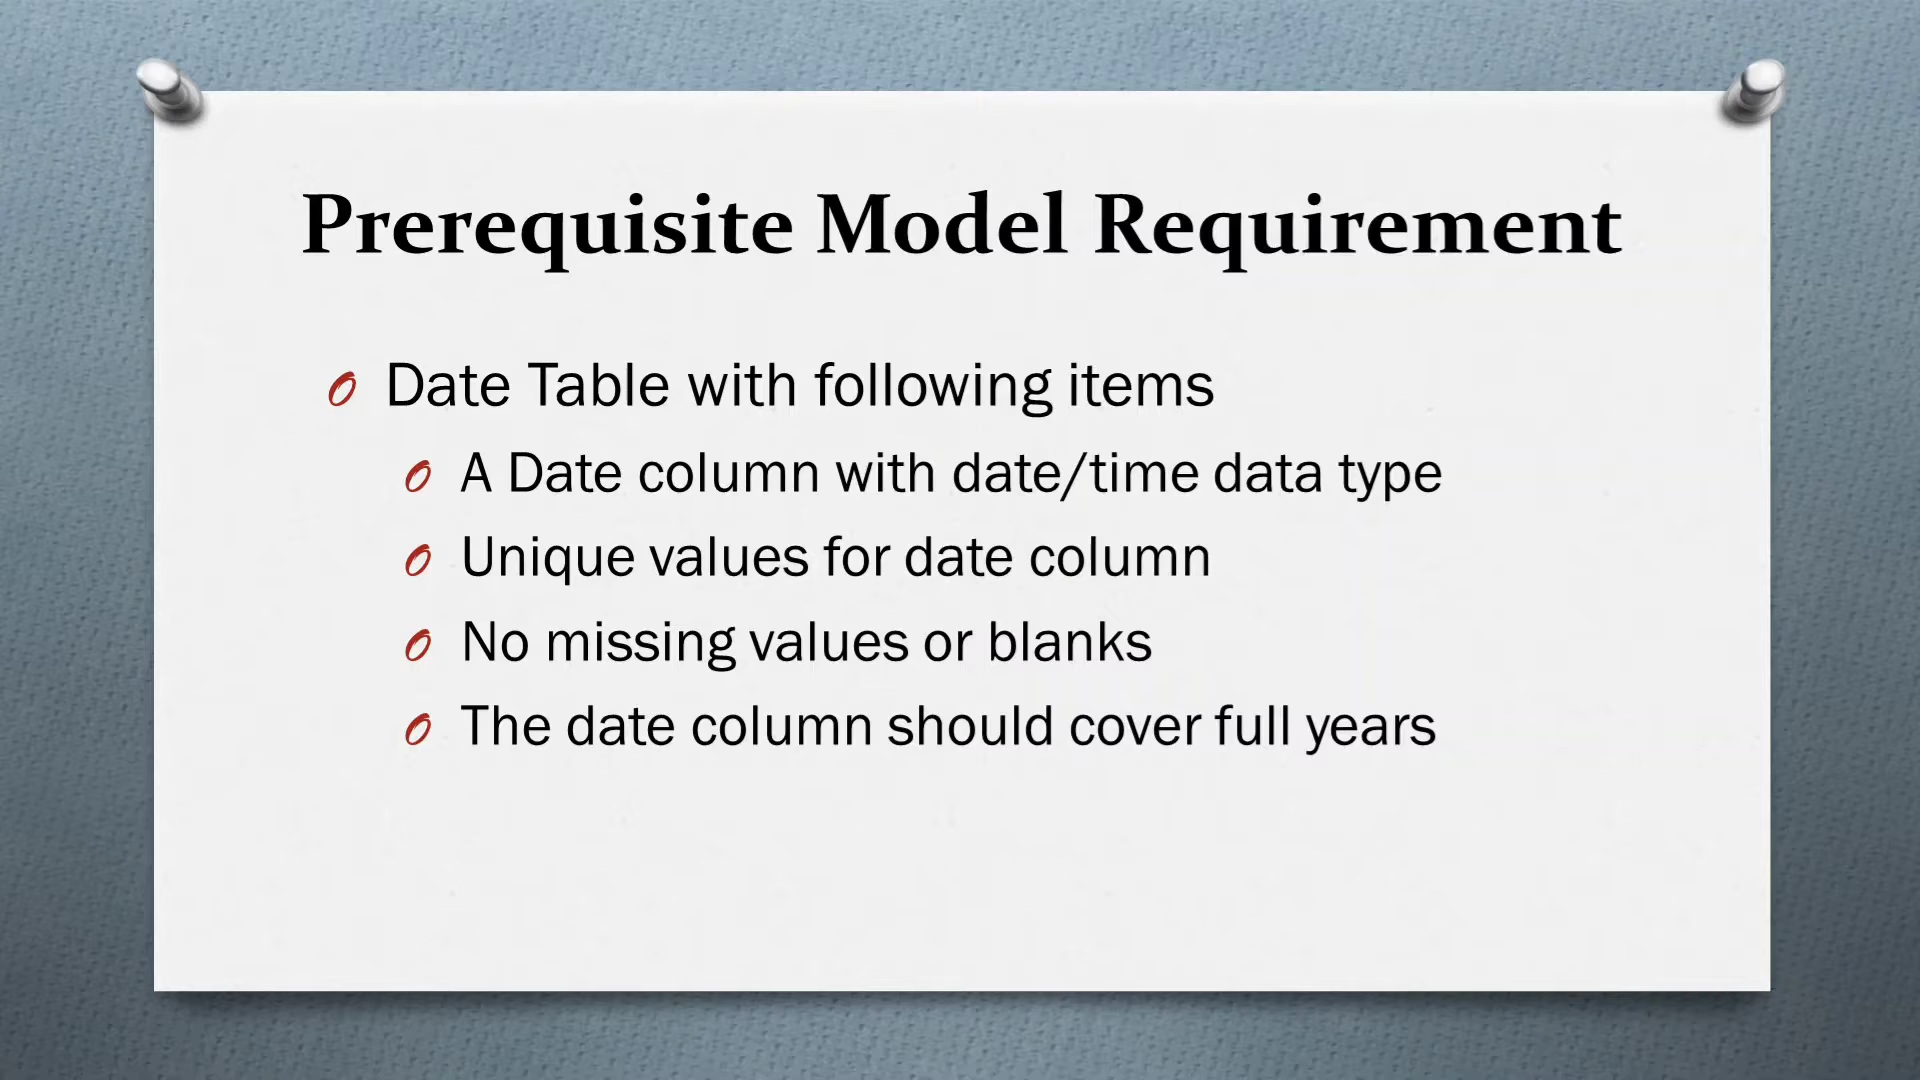 Prerequisite Model Requirement
Date Table with following items
A Date column with date/time data type
Unique values for date column
No missing values or blanks
The date column should cover full years